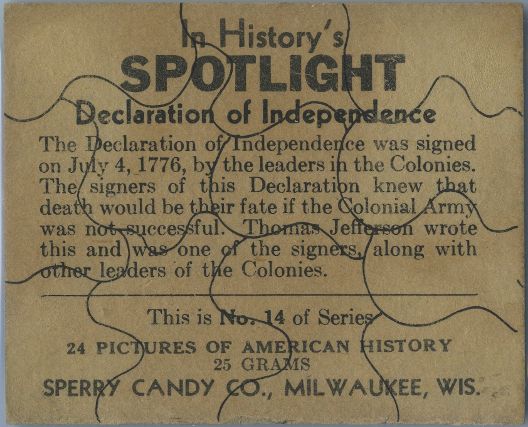 In History's
SPOTLIGHT
Declaration of Independence
The Declaration of Independence was signed
on July 4, 1776, by the leaders in the Colonies.
The signers of this Declaration knew that
death would be their fate if the Colonial Army
was not successful. Thomas Jefferson wrote
this and was one of the signers, along with
other leaders of the Colonies.
This is No. 14 of Series
24 PICTURES OF AMERICAN HISTORY
25 GRAMS
SPERRY CANDY CO., MILWAUKEE, WIS.